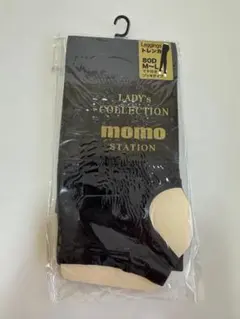 Leggings
トレンカ
80D
M~L
LADY's
COLLECTION
momo
STATION